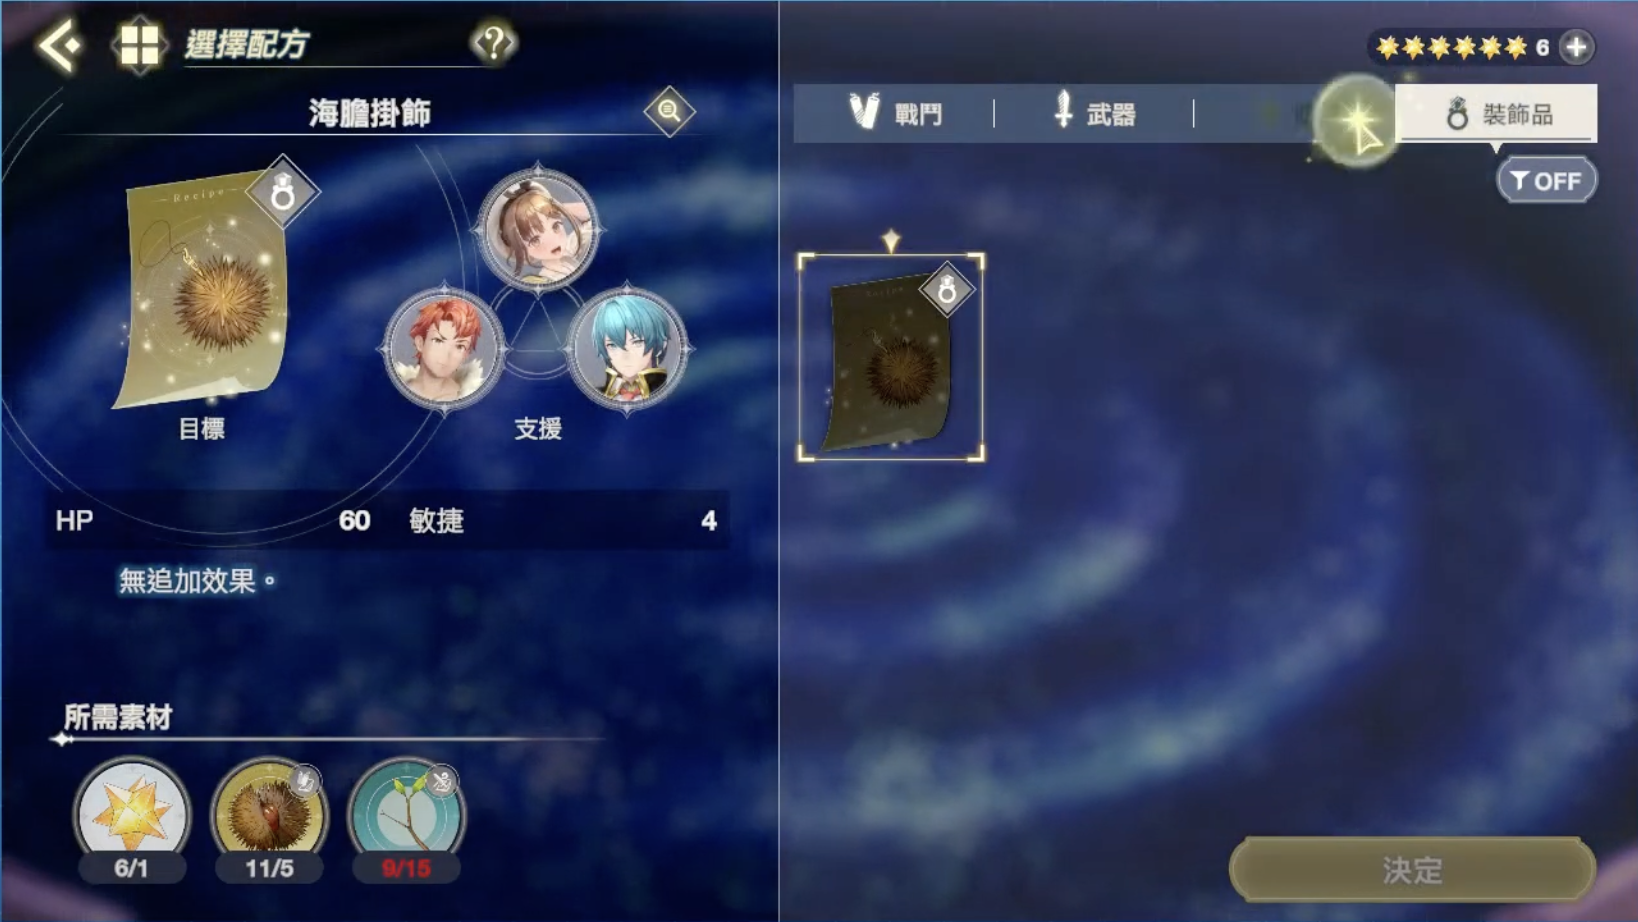 選擇配方
?
6
海膽掛飾
戰鬥
武器
裝飾品
OFF
Recipe
目標
支援
HP 60 敏捷 4
無追加效果。
所需素材
6/1
11/5
9/15
決定